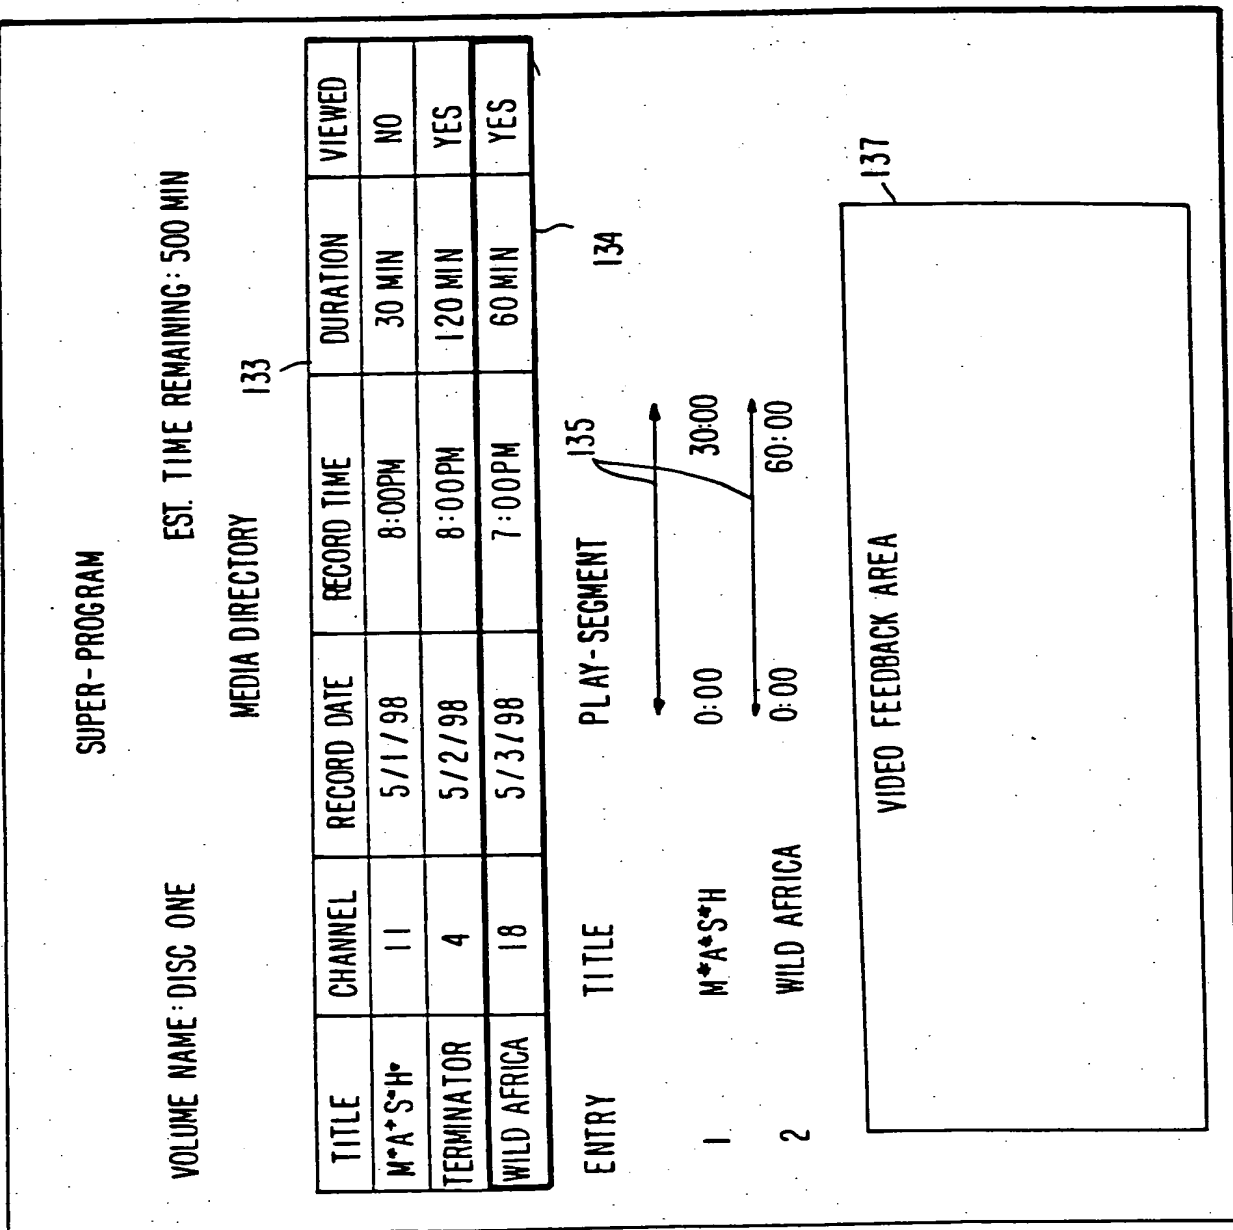 SUPER-PROGRAM
VOLUME NAME: DISC ONE EST. TIME REMAINING: 500 MIN
MEDIA DIRECTORY
133
TITLE CHANNEL RECORD DATE RECORD TIME DURATION VIEWED
M*A*S*H* 11 5/1/98 8:00PM 30 MIN NO
TERMINATOR 4 5/2/98 8:00PM 120 MIN YES
WILD AFRICA 18 5/3/98 7:00PM 60 MIN YES
134
ENTRY TITLE PLAY-SEGMENT 135
1 M*A*S*H 0:00 30:00
2 WILD AFRICA 0:00 60:00
137
VIDEO FEEDBACK AREA